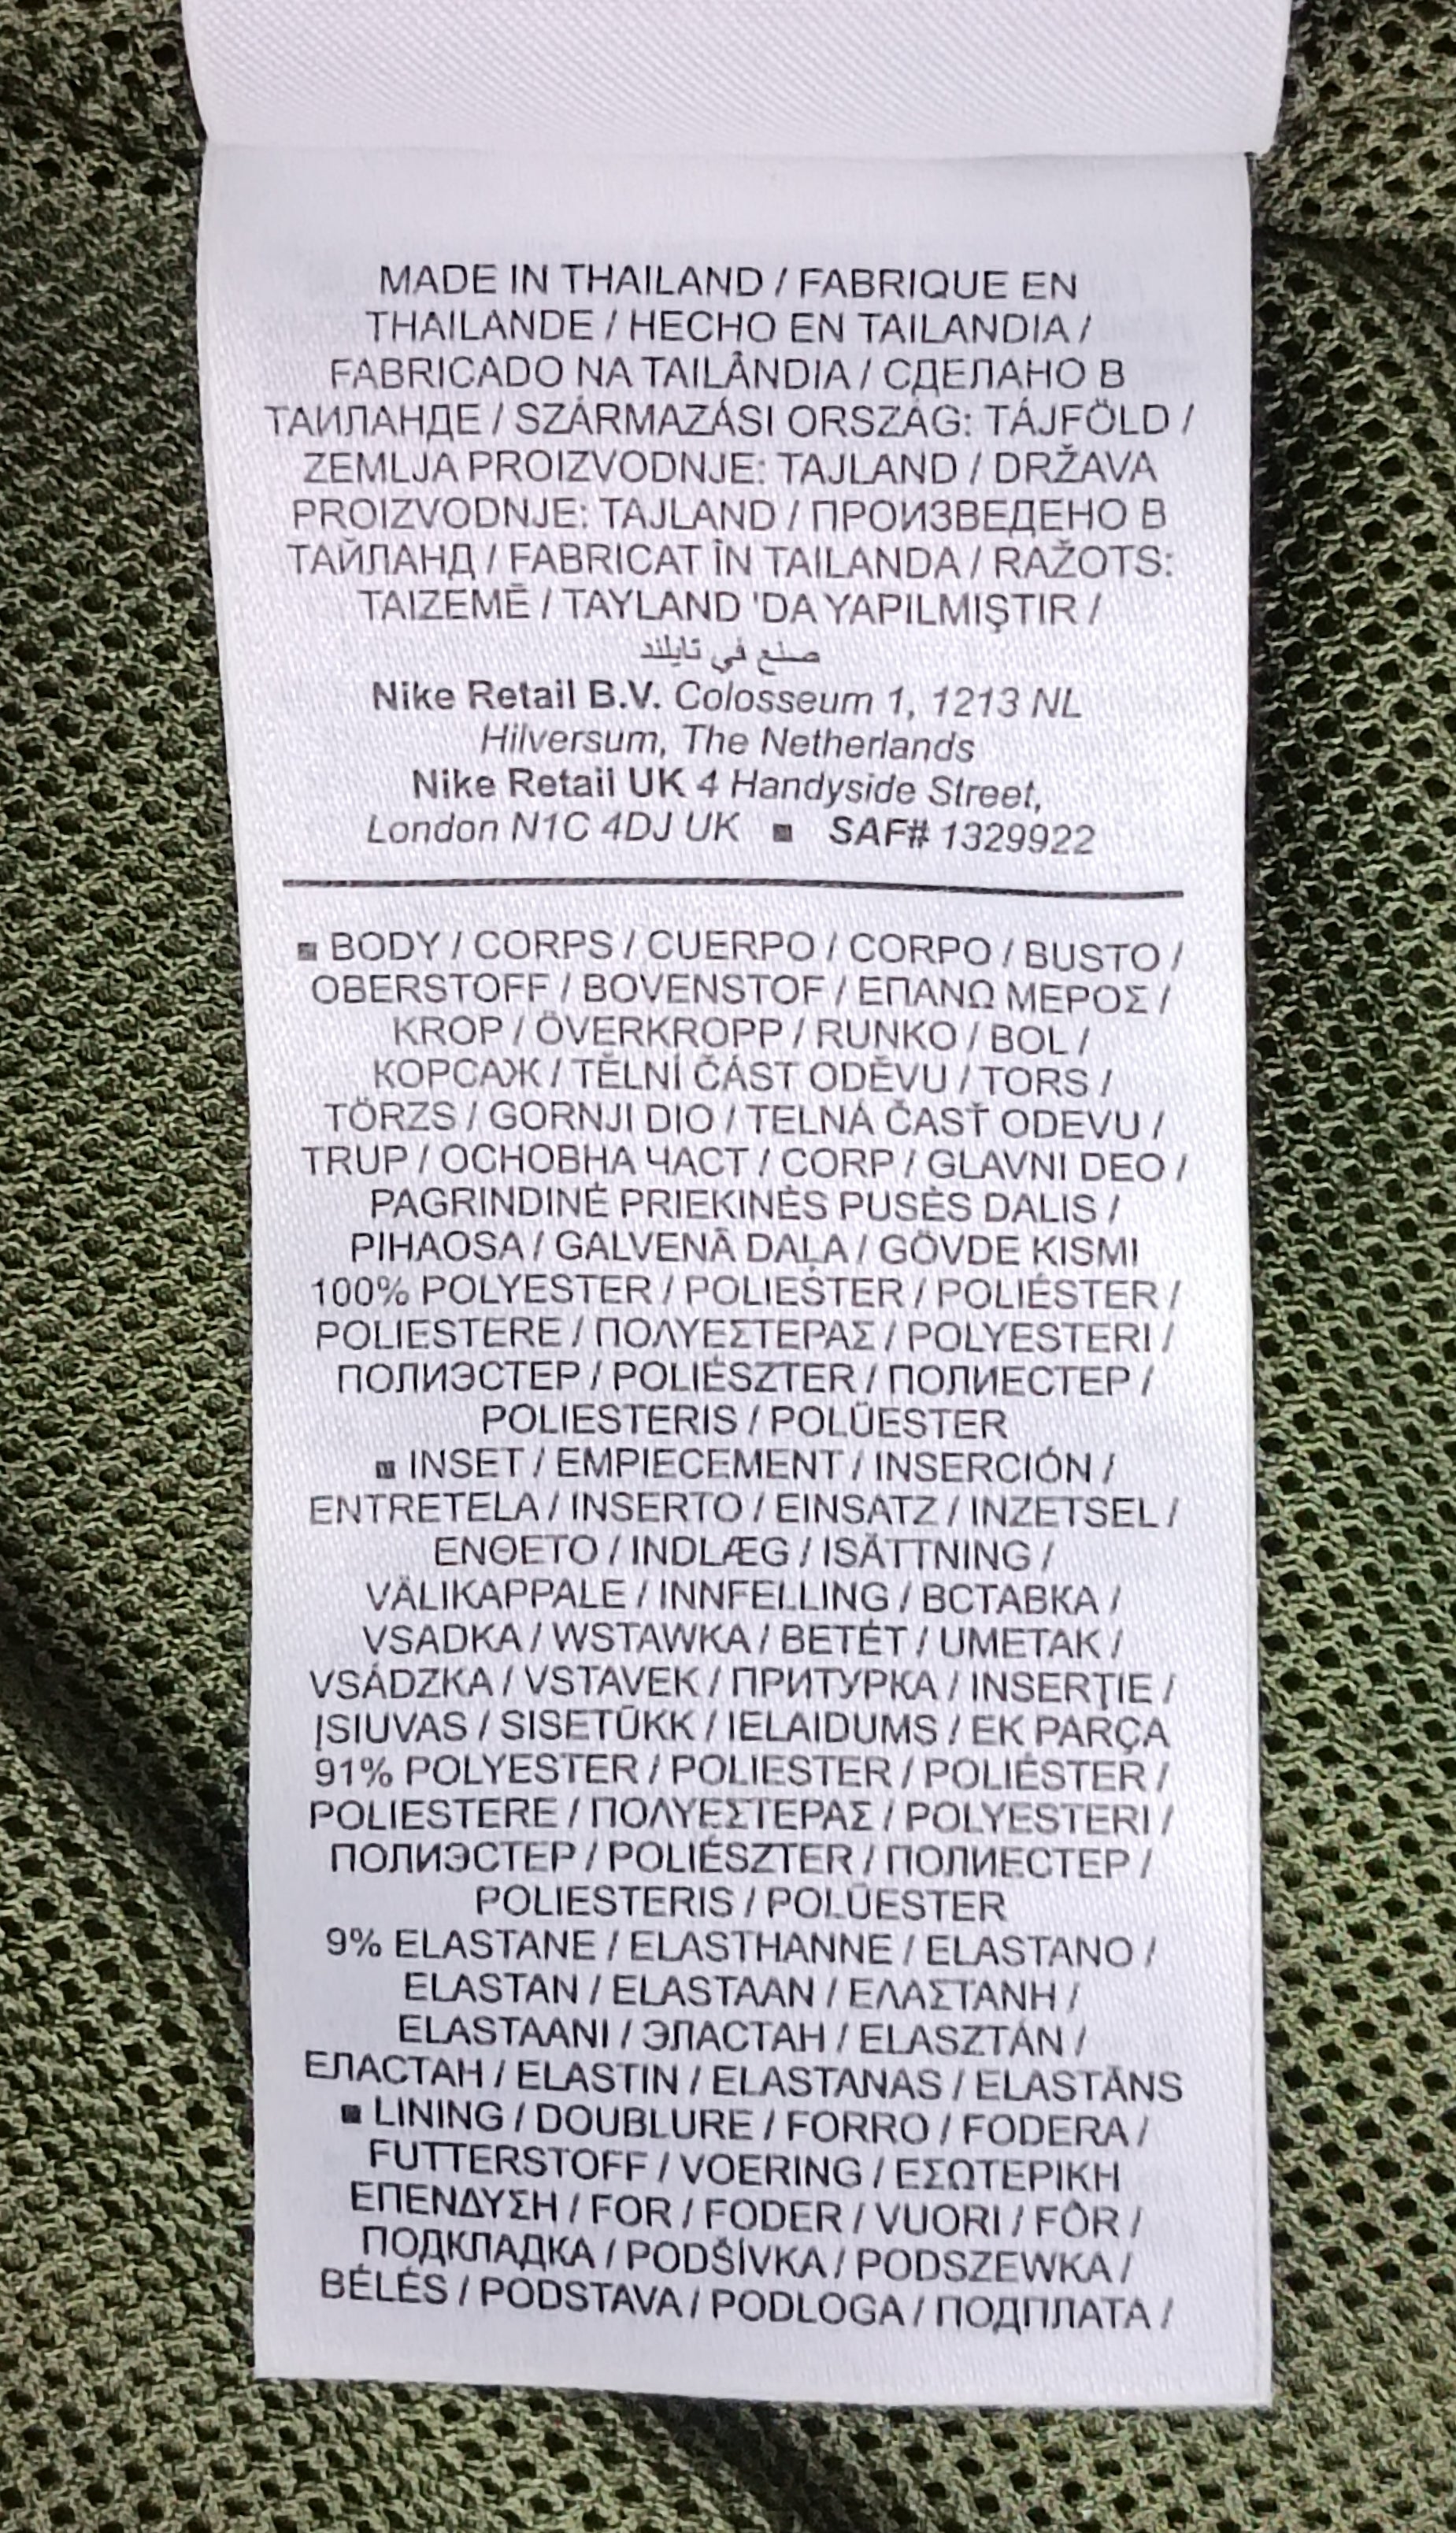 MADE IN THAILAND / FABRIQUE EN
THAILANDE / HECHO EN TAILANDIA /
FABRICADO NA TAILÂNDIA / СДЕЛАНО В
ТАИЛАНДЕ / SZÁRMAZÁSI ORSZÁG: TÁJFÖLD /
ZEMLJA PROIZVODNJE: TAJLAND / DRŽAVA
PROIZVODNJE: TAJLAND / ПРОИЗВЕДЕНО В
ТАЙЛАНД / FABRICAT ÎN TAILANDA / RAŽOTS:
TAIZEMĒ / TAYLAND 'DA YAPILMIŞTIR /
صنع في تايلند
Nike Retail B.V. Colosseum 1, 1213 NL
Hilversum, The Netherlands
Nike Retail UK 4 Handyside Street,
London N1C 4DJ UK ■ SAF# 1329922
■ BODY / CORPS / CUERPO / CORPO / BUSTO /
OBERSTOFF / BOVENSTOF / ΕΠΑΝΩ ΜΕΡΟΣ /
KROP / ÖVERKROPP / RUNKO / BOL /
КОРСАЖ / TĚLNÍ ČÁST ODĚVU / TORS /
TÖRZS / GORNJI DIO / TELNÁ ČASŤ ODEVU /
TRUP / ОСНОВНА ЧАСТ / CORP / GLAVNI DEO /
PAGRINDINĖ PRIEKINĖS PUSĖS DALIS /
PIHAOSA / GALVENĀ DAĻA / GÖVDE KISMI
100% POLYESTER / POLIESTER / POLIÉSTER /
POLIESTERE / ΠΟΛΥΕΣΤΕΡΑΣ / POLYESTERI /
ПОЛИЭСТЕР / POLIÉSZTER / ПОЛИЕСТЕР /
POLIESTERIS / POLÜESTER
■ INSET / EMPIECEMENT / INSERCIÓN /
ENTRETELA / INSERTO / EINSATZ / INZETSEL /
ΕΝΘΕΤΟ / INDLÆG / ISÄTTNING /
VÄLIKAPPALE / INNFELLING / ВСТАВКА /
VSADKA / WSTAWKA / BETÉT / UMETAK /
VSÁDZKA / VSTAVEK / ПРИТУРКА / INSERŢIE /
ĮSIUVAS / SISETÜKK / IELAIDUMS / EK PARÇA
91% POLYESTER / POLIESTER / POLIÉSTER /
POLIESTERE / ΠΟΛΥΕΣΤΕΡΑΣ / POLYESTERI /
ПОЛИЭСТЕР / POLIÉSZTER / ПОЛИЕСТЕР /
POLIESTERIS / POLÜESTER
9% ELASTANE / ELASTHANNE / ELASTANO /
ELASTAN / ELASTAAN / ΕΛΑΣΤΑΝΗ /
ELASTAANI / ЭЛАСТАН / ELASZTÁN /
ЕЛАСТАН / ELASTIN / ELASTANAS / ELASTĀNS
■ LINING / DOUBLURE / FORRO / FODERA /
FUTTERSTOFF / VOERING / ΕΣΩΤΕΡΙΚΗ
ΕΠΕΝΔΥΣΗ / FOR / FODER / VUORI / FÔR /
ПОДКЛАДКА / PODŠÍVKA / PODSZEWKA /
BÉLÉS / PODSTAVA / PODLOGA / ПОДПЛАТА /